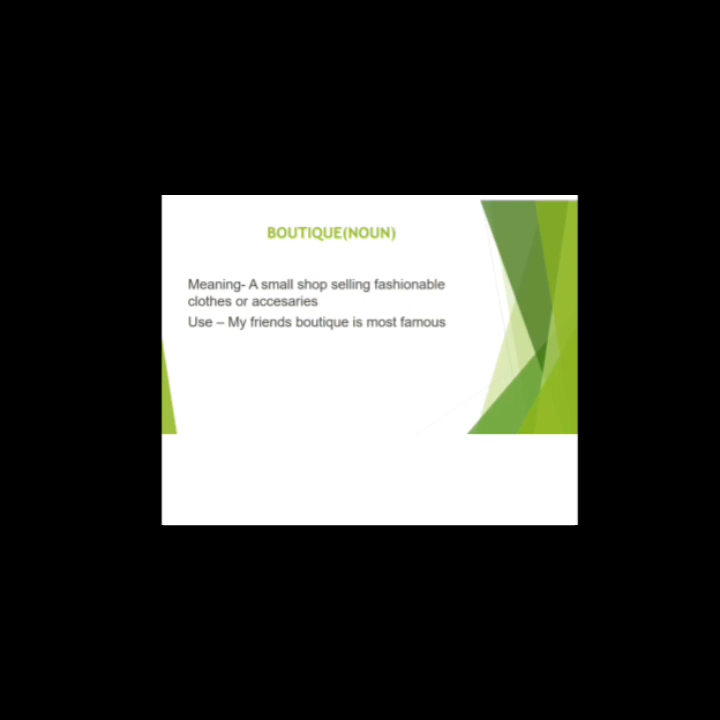 BOUTIQUE(NOUN)
Meaning- A small shop selling fashionable
clothes or accesaries
Use – My friends boutique is most famous